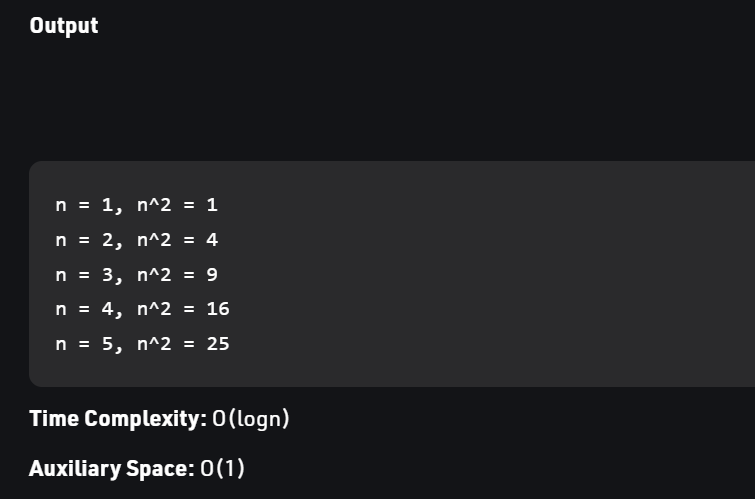 Output
n = 1, n^2 = 1
n = 2, n^2 = 4
n = 3, n^2 = 9
n = 4, n^2 = 16
n = 5, n^2 = 25
Time Complexity: O(logn)
Auxiliary Space: O(1)